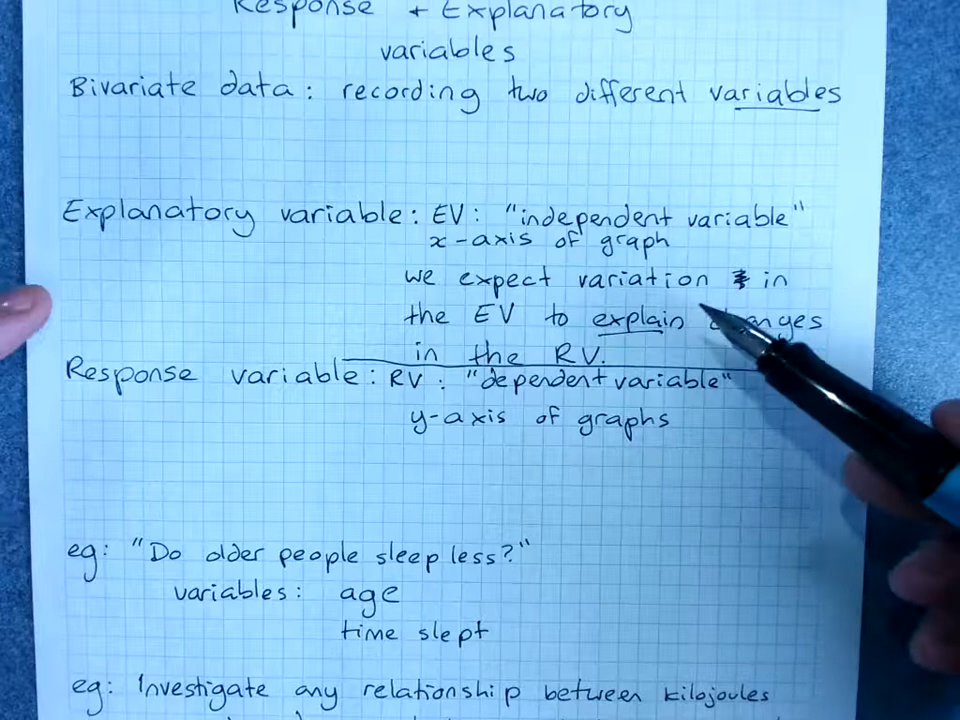 Response + Explanatory
variables
Bivariate data: recording two different variables
Explanatory variable: EV: "independent variable"
x-axis of graph
we expect variation in
the EV to explain changes
in the RV.
Response variable: RV: "dependent variable"
y-axis of graphs
eg: "Do older people sleep less?"
variables: age
time slept
eg: Investigate any relationship between kilojoules